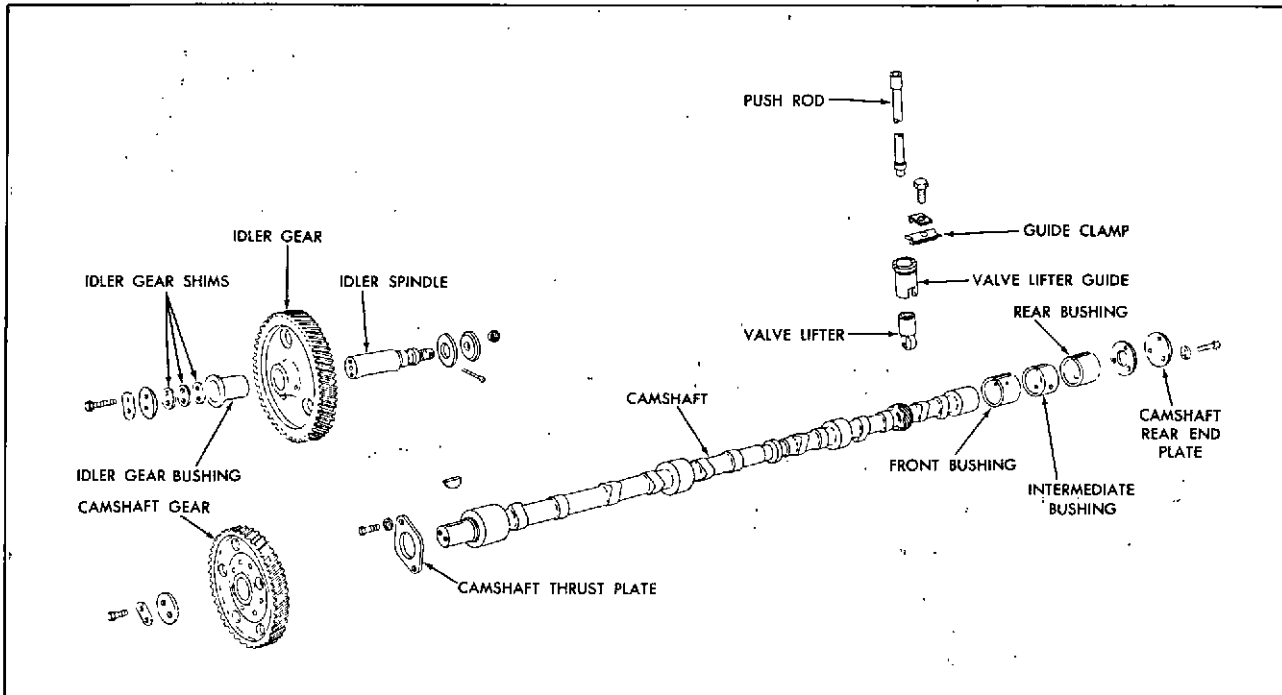 PUSH ROD
GUIDE CLAMP
IDLER GEAR
IDLER GEAR SHIMS
IDLER SPINDLE
VALVE LIFTER GUIDE
REAR BUSHING
VALVE LIFTER
CAMSHAFT
CAMSHAFT
REAR END
PLATE
FRONT BUSHING
IDLER GEAR BUSHING
INTERMEDIATE
BUSHING
CAMSHAFT GEAR
CAMSHAFT THRUST PLATE